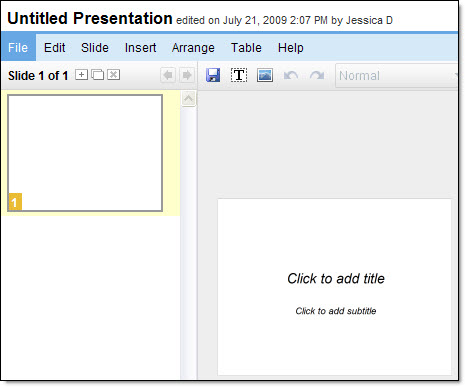 Untitled Presentation edited on July 21, 2009 2:07 PM by Jessica D
File Edit Slide Insert Arrange Table Help
Slide 1 of 1
T Normal
1
Click to add title
Click to add subtitle